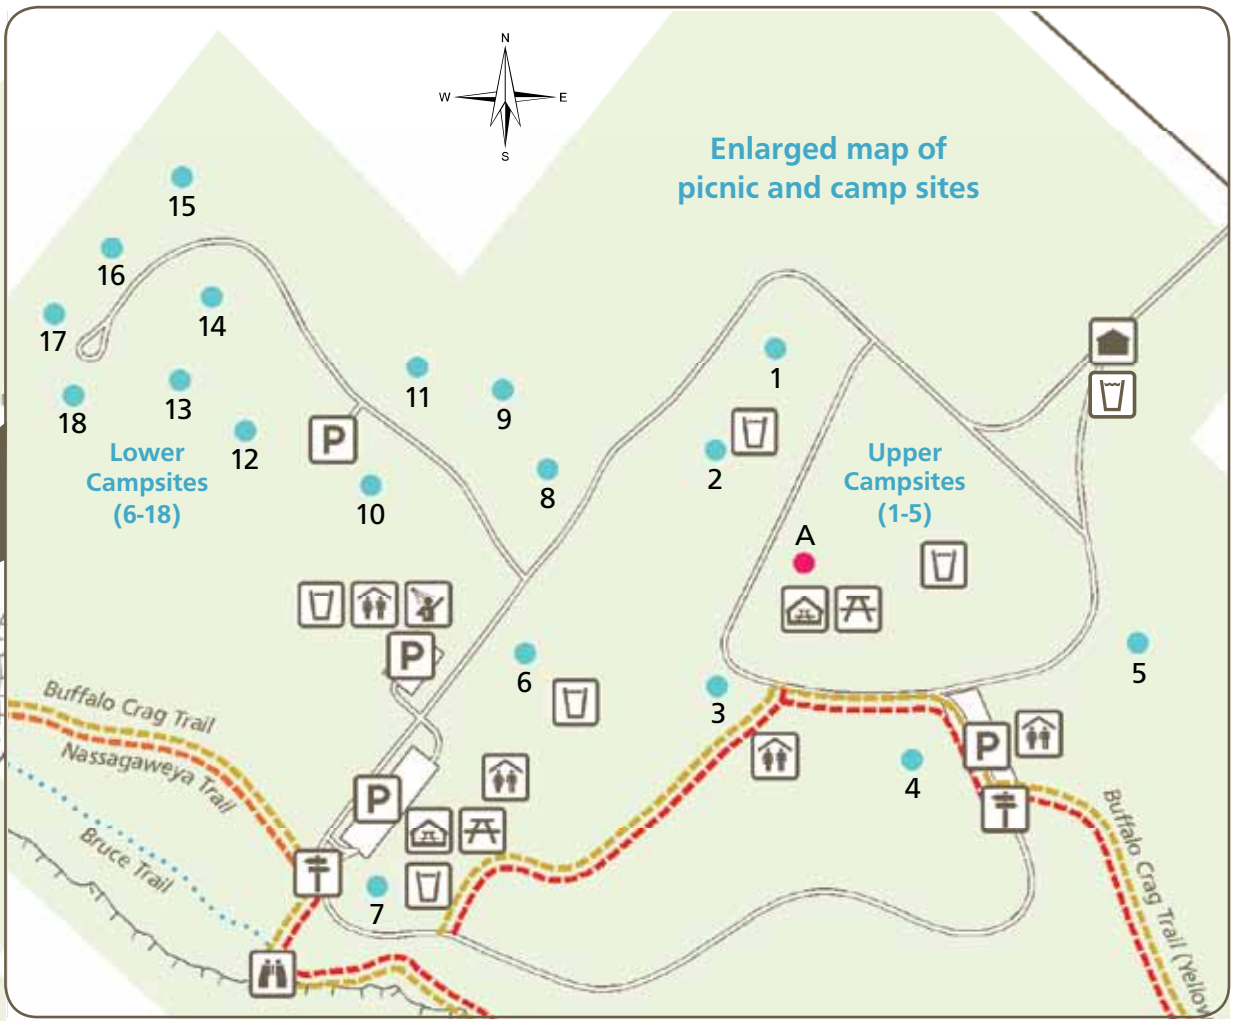 N
W
E
S
Enlarged map of
picnic and camp sites
15
16
17
14
18
13
12
11
9
10
8
1
2
P
Lower
Campsites
(6-18)
Upper
Campsites
(1-5)
A
P
6
3
5
4
P
P
7
Buffalo Crag Trail
Nassagaweya Trail
Bruce Trail
Buffalo Crag Trail (Yellow